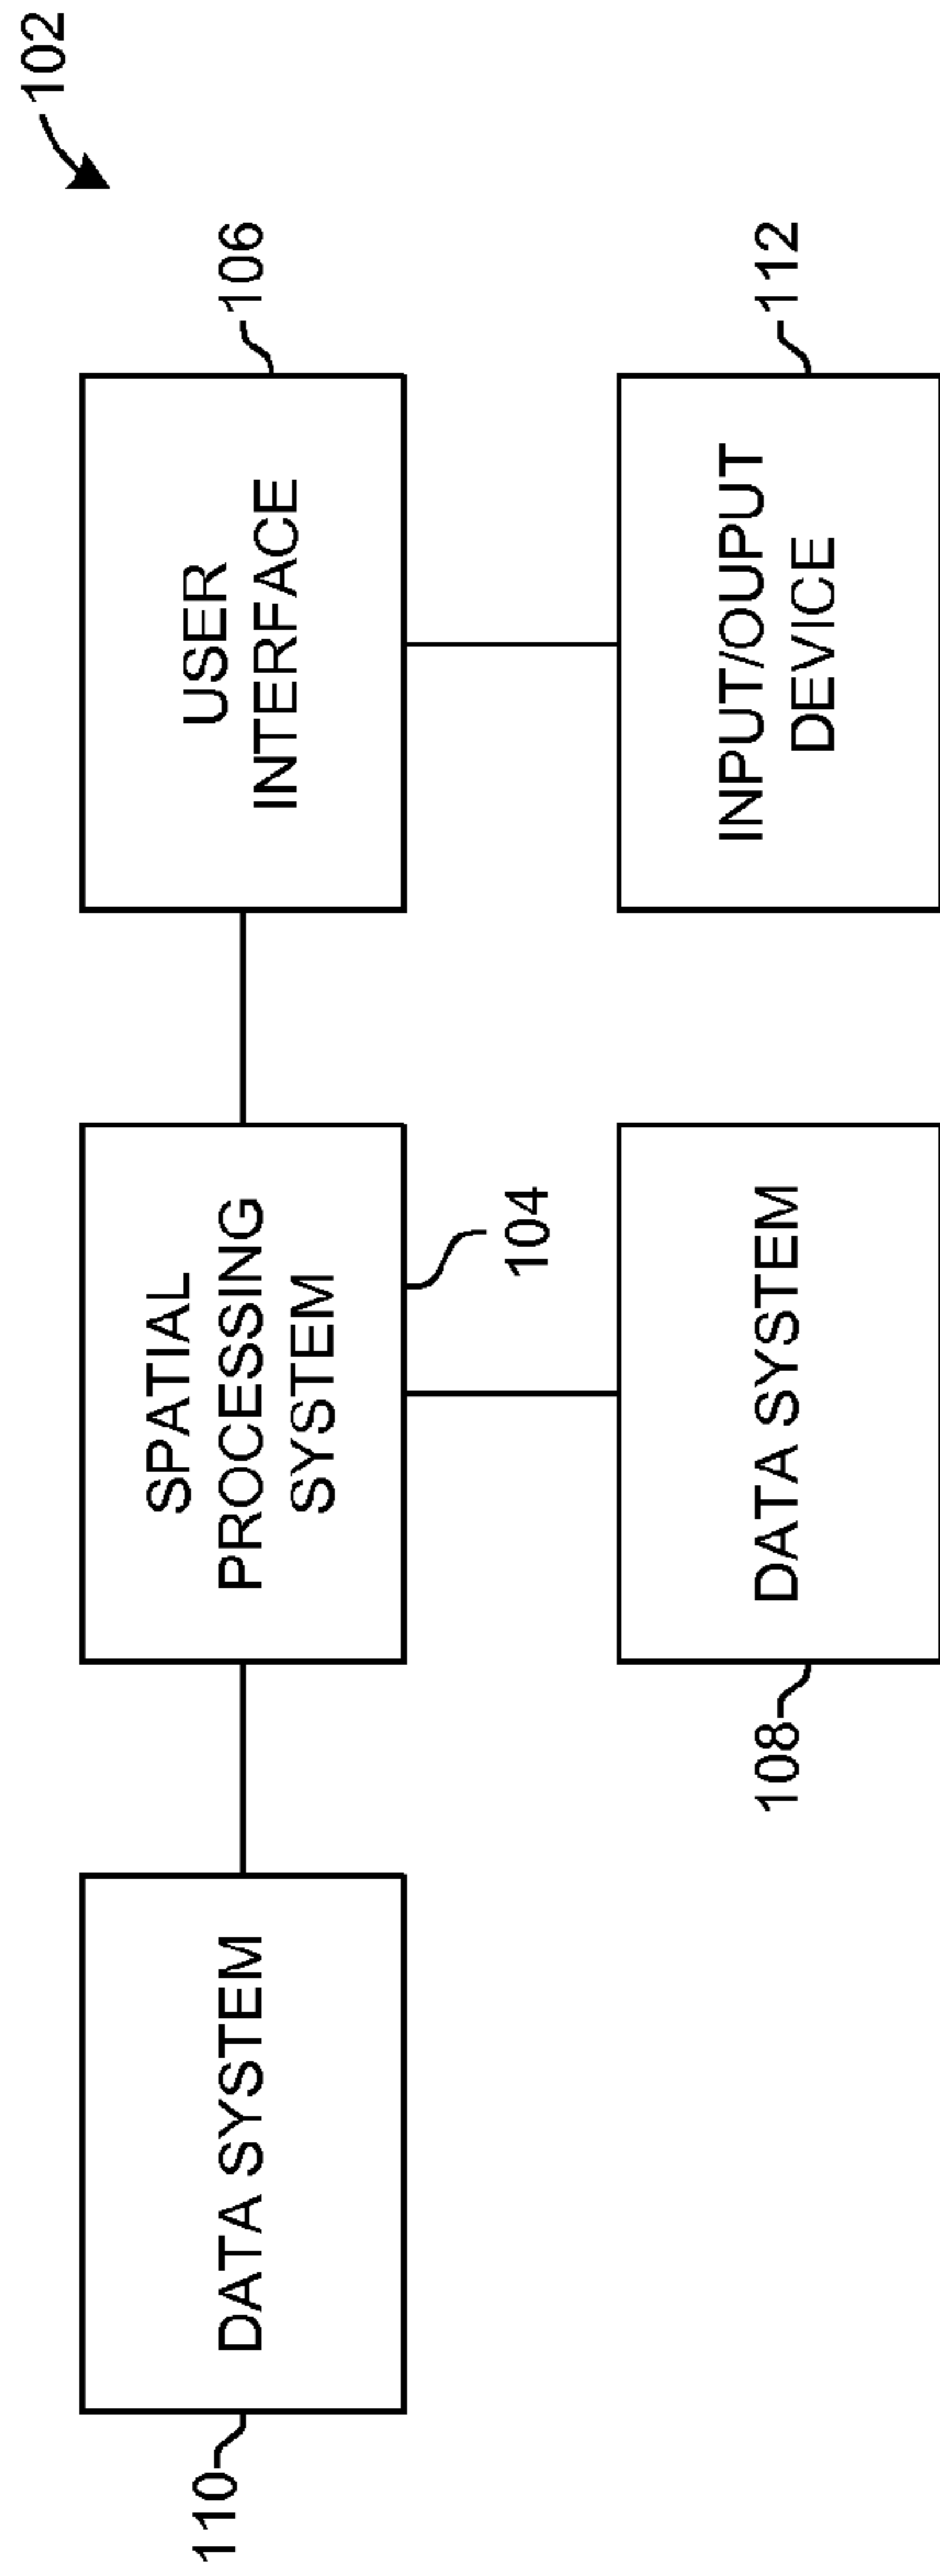 102
106
112
USER
INTERFACE
INPUT/OUPUT
DEVICE
SPATIAL
PROCESSING
SYSTEM
104
DATA SYSTEM
108
DATA SYSTEM
110